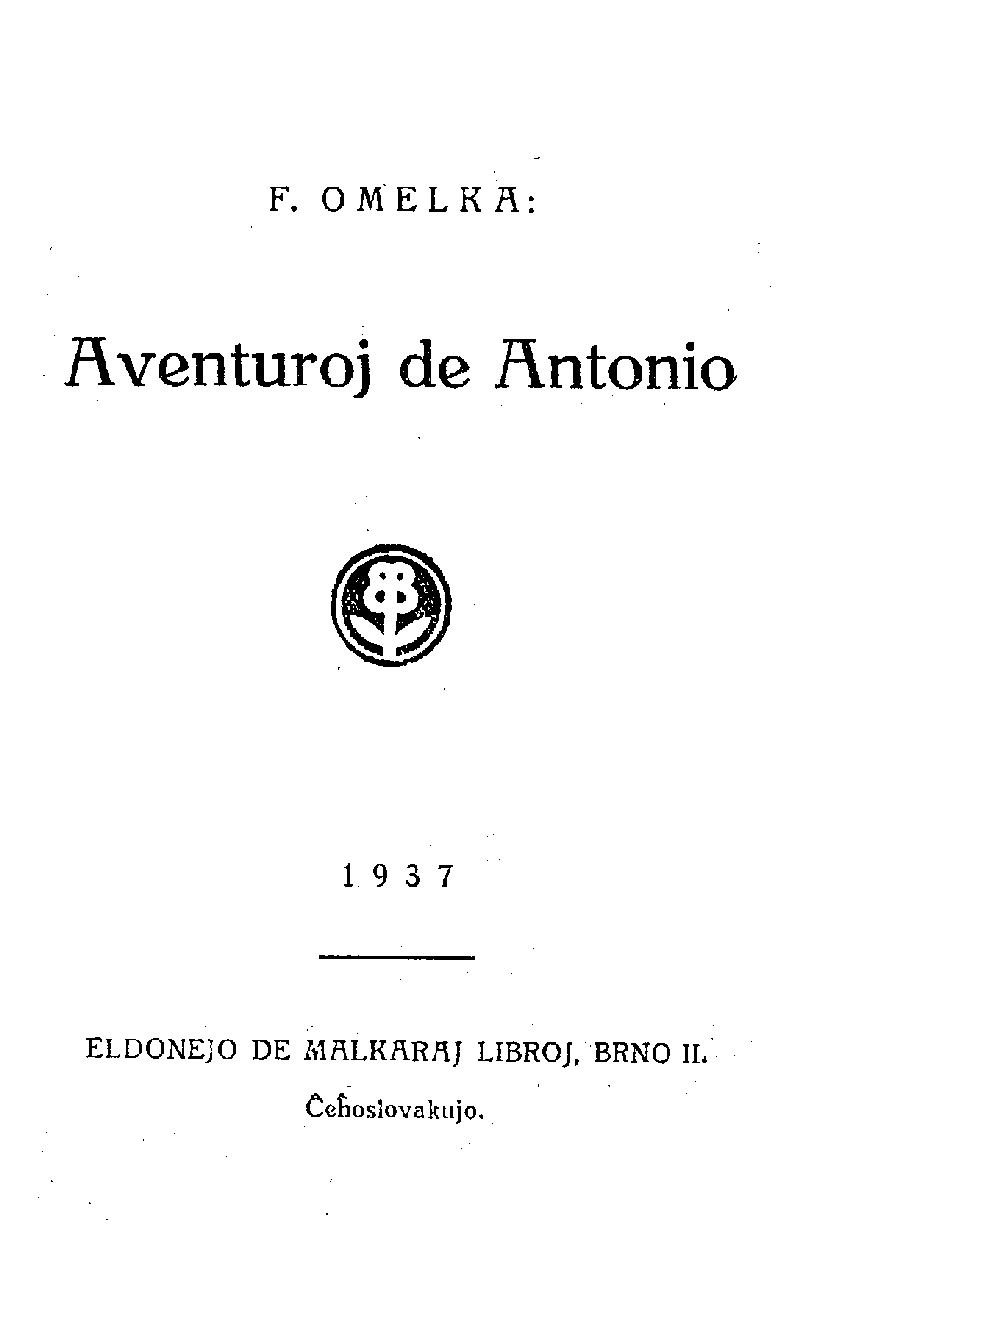 F. OMELKA:
Aventuroj de Antonio
1937
ELDONEJO DE MALKARAJ LIBROJ, BRNO II.
Ĉeĥoslovakujo.